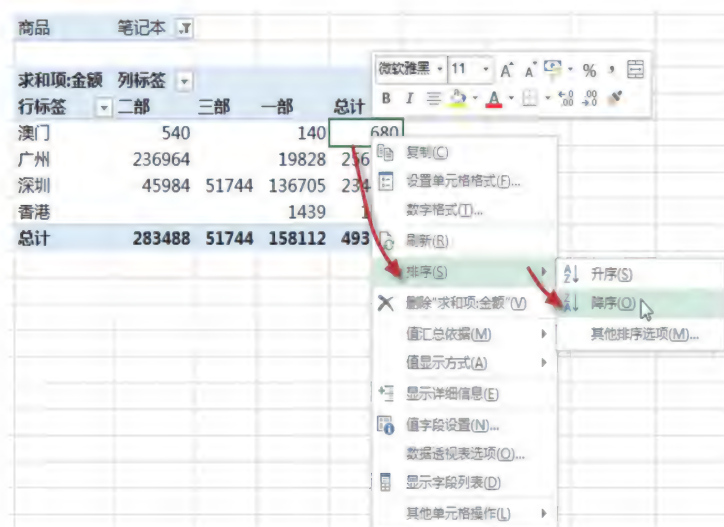 商品 笔记本
微软雅黑 11 A A %
B I A
求和项:金额 列标签
行标签 二部 三部 一部 总计
澳门 540 140 680
广州 236964 19828 256
深圳 45984 51744 136705 234
香港 1439 1
总计 283488 51744 158112 493
复制(C)
设置单元格格式(F)...
数字格式(T)...
刷新(R)
排序(S)
升序(S)
删除"求和项:金额"(V)
降序(O)
值汇总依据(M)
其他排序选项(M)...
值显示方式(A)
显示详细信息(E)
值字段设置(N)...
数据透视表选项(O)...
显示字段列表(D)
其他单元格操作(L)